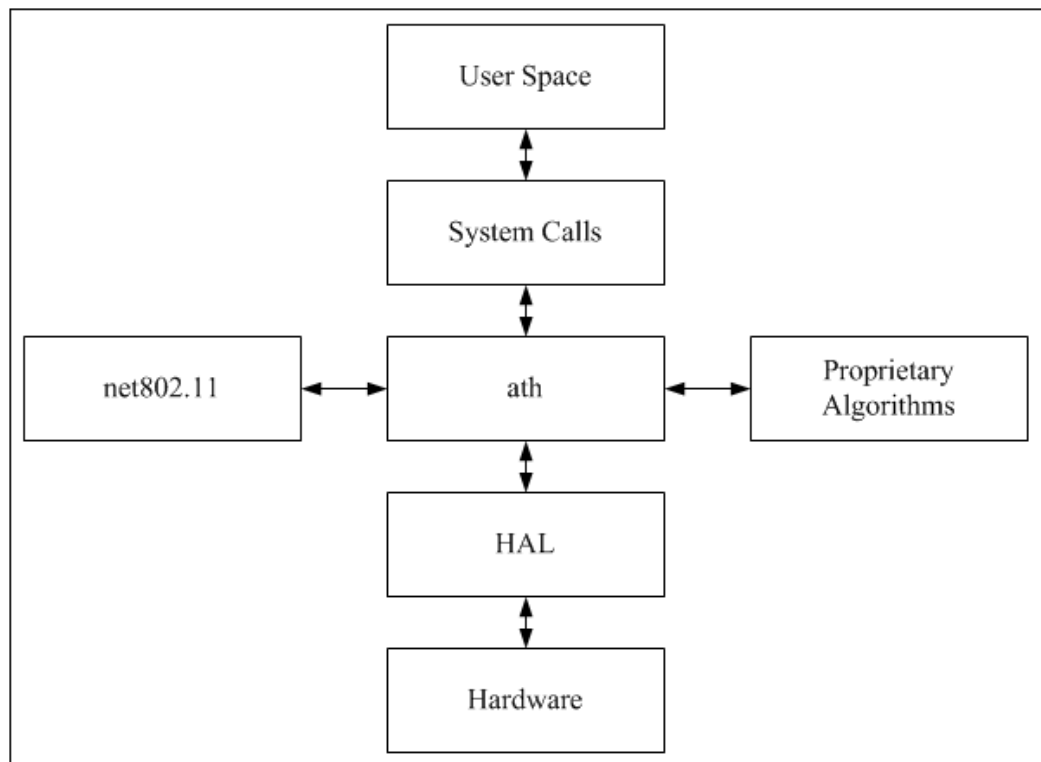 User Space
System Calls
net802.11
ath
Proprietary
Algorithms
HAL
Hardware